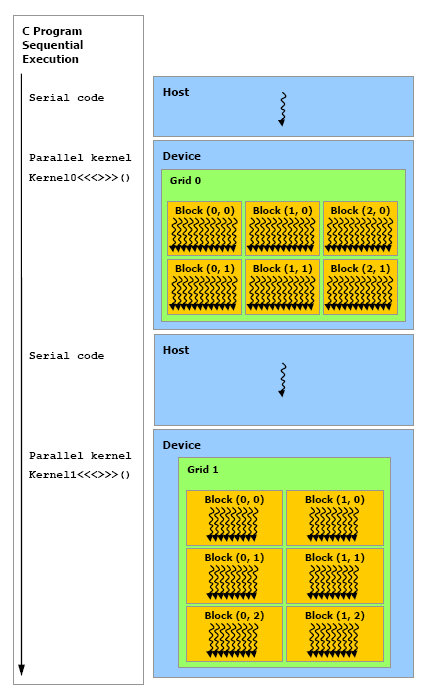 C Program
Sequential
Execution
Serial code
Host
Parallel kernel
Kernel0<<<>>>()
Device
Grid 0
Block (0, 0) Block (1, 0) Block (2, 0)
Block (0, 1) Block (1, 1) Block (2, 1)
Serial code
Host
Parallel kernel
Kernel1<<<>>>()
Device
Grid 1
Block (0, 0) Block (1, 0)
Block (0, 1) Block (1, 1)
Block (0, 2) Block (1, 2)